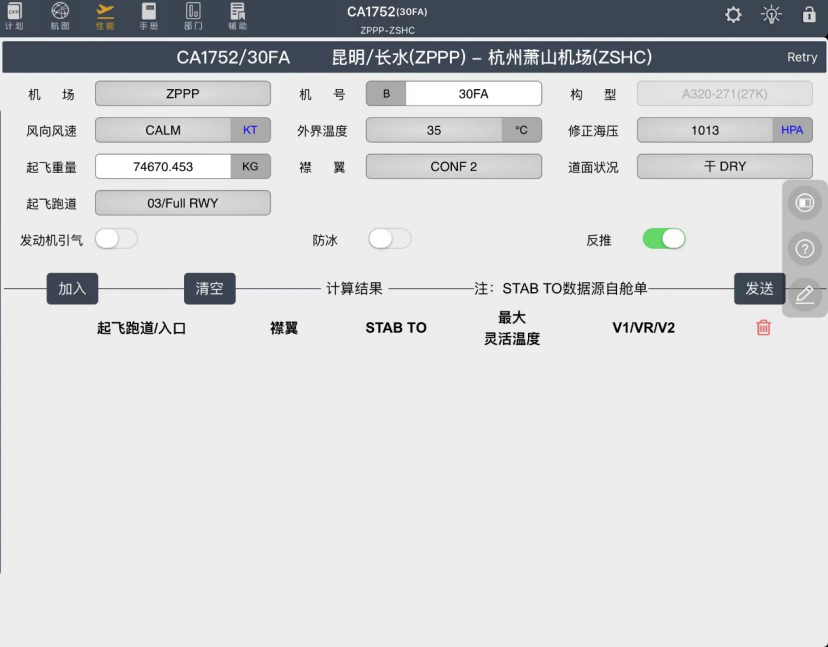 CA1752(30FA)
ZPPP-ZSHC
计划 航图 性能 手册 部门 辅助
CA1752/30FA 昆明/长水(ZPPP) – 杭州萧山机场(ZSHC) Retry
机 场 ZPPP 机 号 B 30FA 构 型 A320-271(27K)
风向风速 CALM KT 外界温度 35 °C 修正海压 1013 HPA
起飞重量 74670.453 KG 襟 翼 CONF 2 道面状况 干 DRY
起飞跑道 03/Full RWY
发动机引气 防冰 反推
加入 清空 计算结果 注：STAB TO数据源自舱单 发送
起飞跑道/入口 襟翼 STAB TO 最大 V1/VR/V2
灵活温度